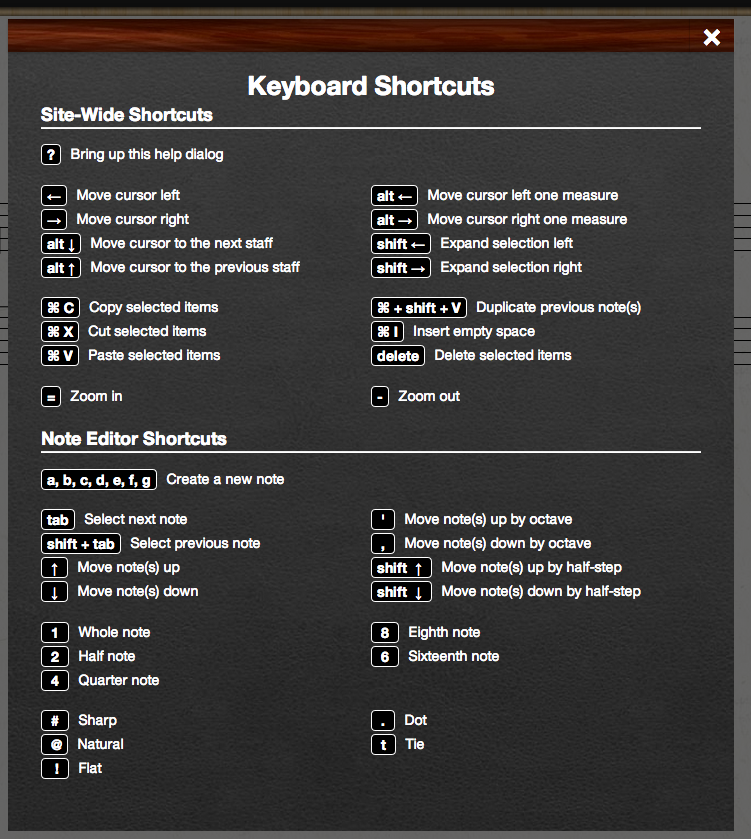 Keyboard Shortcuts
Site-Wide Shortcuts
? Bring up this help dialog
← Move cursor left
alt ← Move cursor left one measure
→ Move cursor right
alt → Move cursor right one measure
alt ↓ Move cursor to the next staff
shift ← Expand selection left
alt ↑ Move cursor to the previous staff
shift → Expand selection right
⌘ C Copy selected items
⌘ + shift + V Duplicate previous note(s)
⌘ X Cut selected items
⌘ I Insert empty space
⌘ V Paste selected items
delete Delete selected items
= Zoom in
- Zoom out
Note Editor Shortcuts
a, b, c, d, e, f, g Create a new note
tab Select next note
' Move note(s) up by octave
shift + tab Select previous note
, Move note(s) down by octave
↑ Move note(s) up
shift ↑ Move note(s) up by half-step
↓ Move note(s) down
shift ↓ Move note(s) down by half-step
1 Whole note
8 Eighth note
2 Half note
6 Sixteenth note
4 Quarter note
# Sharp
. Dot
@ Natural
t Tie
! Flat